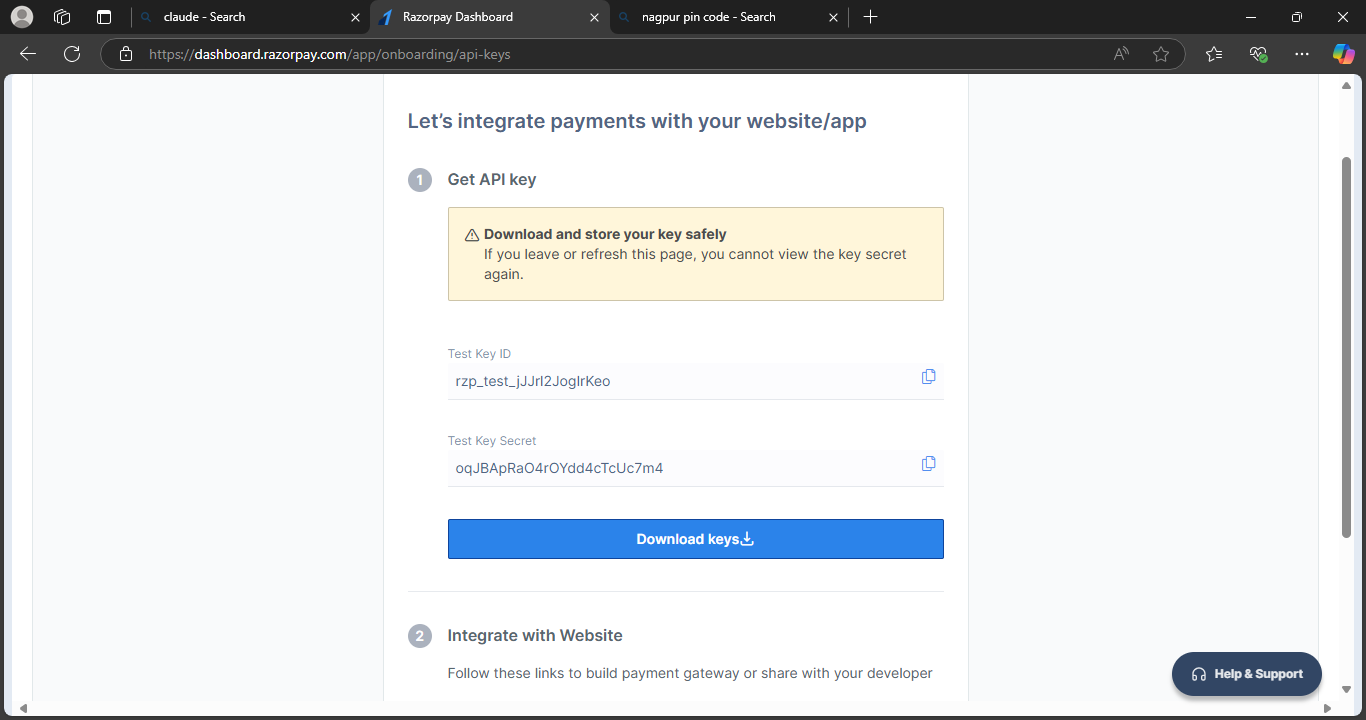 claude - Search
Razorpay Dashboard
nagpur pin code - Search
https://dashboard.razorpay.com/app/onboarding/api-keys
Let's integrate payments with your website/app
1 Get API key
Download and store your key safely
If you leave or refresh this page, you cannot view the key secret
again.
Test Key ID
rzp_test_jJJrI2JogIrKeo
Test Key Secret
oqJBApRaO4rOYdd4cTcUc7m4
Download keys
2 Integrate with Website
Follow these links to build payment gateway or share with your developer
Help & Support